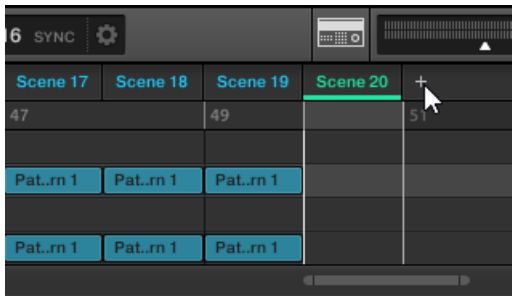 16 SYNC
Scene 17 Scene 18 Scene 19 Scene 20 +
47 49 51
Pat..rn 1 Pat..rn 1 Pat..rn 1
Pat..rn 1 Pat..rn 1 Pat..rn 1